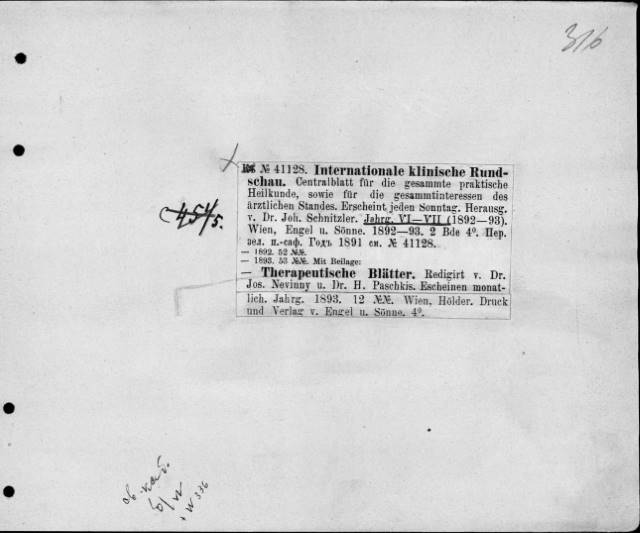 316
№ 41128. Internationale klinische Rund-
schau. Centralblatt für die gesammte praktische
Heilkunde, sowie für die gesammtinteressen des
ärztlichen Standes. Erscheint jeden Sonntag. Herausg.
v. Dr. Joh. Schnitzler. Jahrg. VI—VII (1892—93).
Wien, Engel u. Sönne. 1892—93. 2 Bde 4°. Пер.
зел. п.-саф. Годъ 1891 см. № 41128.
— 1892. 52 №№.
— 1893. 53 №№. Mit Beilage:
— Therapeutische Blätter. Redigirt v. Dr.
Jos. Nevinny u. Dr. H. Paschkis. Escheinen monat-
lich. Jahrg. 1893. 12 №№. Wien, Hölder. Druck
und Verlag v. Engel u. Sönne. 4°.
W 336